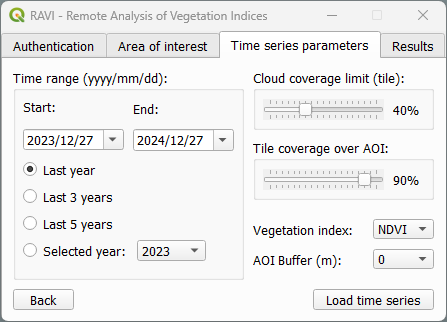 RAVI - Remote Analysis of Vegetation Indices
Authentication Area of interest Time series parameters Results
Time range (yyyy/mm/dd):
Start: End:
2023/12/27 2024/12/27
Last year
Last 3 years
Last 5 years
Selected year: 2023
Cloud coverage limit (tile):
40%
Tile coverage over AOI:
90%
Vegetation index: NDVI
AOI Buffer (m): 0
Back Load time series